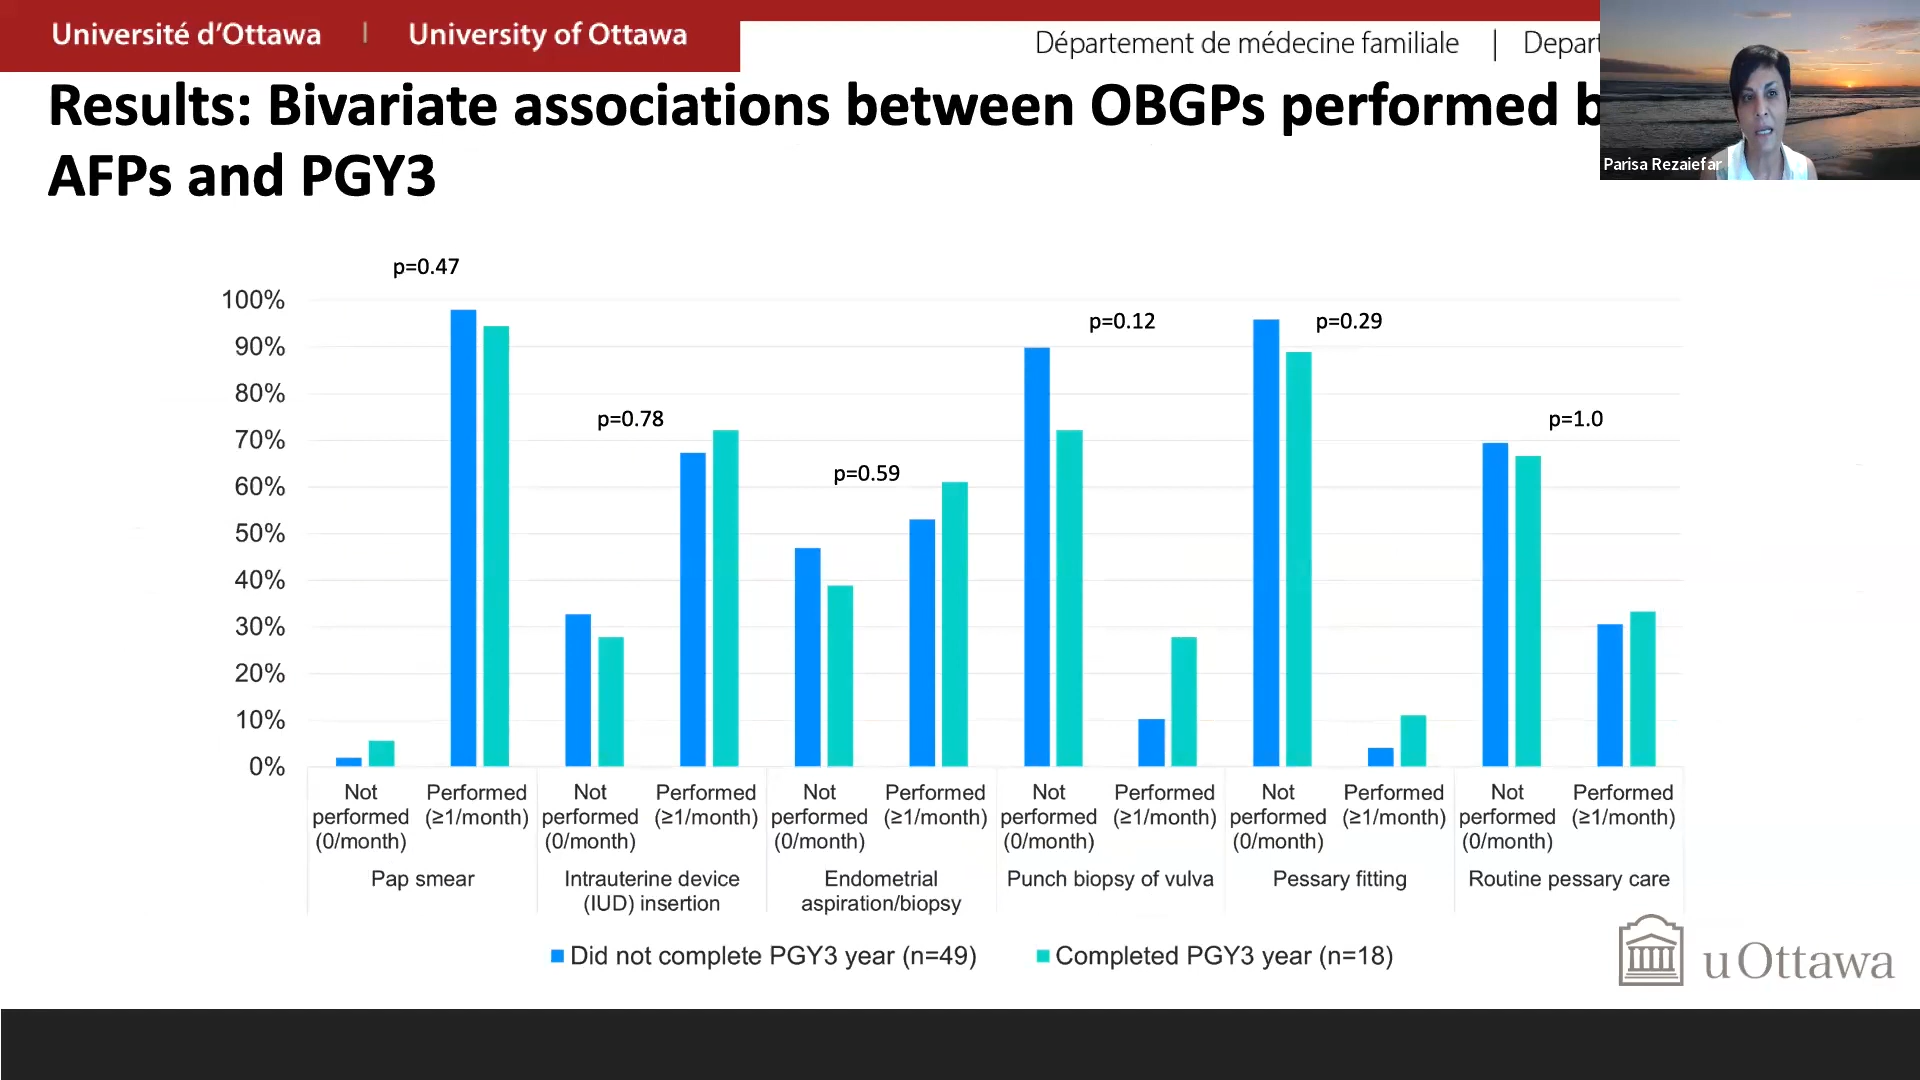 Université d'Ottawa | University of Ottawa
Département de médecine familiale | Depart
Results: Bivariate associations between OBGPs performed b
AFPs and PGY3
Parisa Rezaiefar
p=0.47
p=0.78
p=0.59
p=0.12
p=0.29
p=1.0
100%
90%
80%
70%
60%
50%
40%
30%
20%
10%
0%
Not performed (0/month)
Performed (≥1/month)
Not performed (0/month)
Performed (≥1/month)
Not performed (0/month)
Performed (≥1/month)
Not performed (0/month)
Performed (≥1/month)
Not performed (0/month)
Performed (≥1/month)
Not performed (0/month)
Performed (≥1/month)
Pap smear
Intrauterine device
(IUD) insertion
Endometrial
aspiration/biopsy
Punch biopsy of vulva
Pessary fitting
Routine pessary care
Did not complete PGY3 year (n=49)
Completed PGY3 year (n=18)
uOttawa